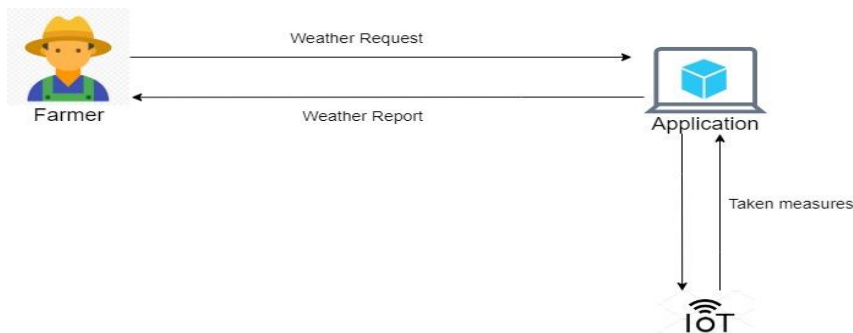 Weather Request
Weather Report
Farmer
Application
Taken measures
IoT